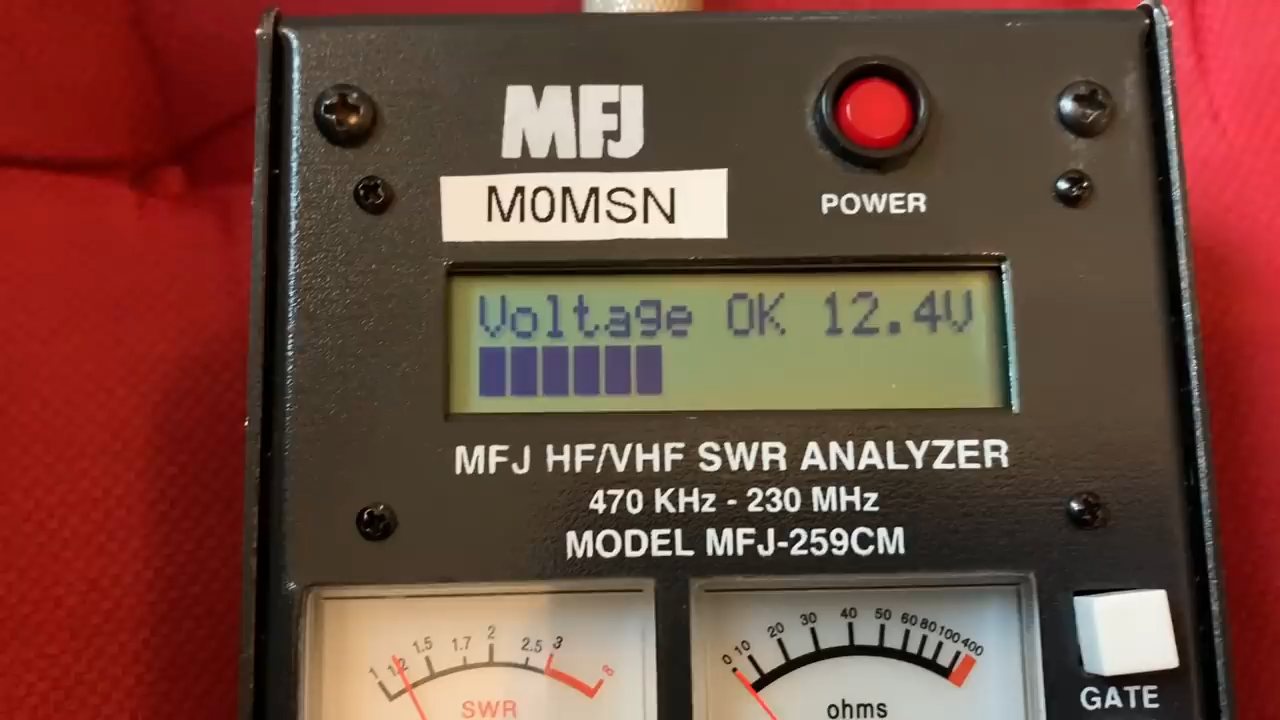 MFJ
M0MSN
POWER
Voltage OK 12.4V
MFJ HF/VHF SWR ANALYZER
470 KHz - 230 MHz
MODEL MFJ-259CM
1 1.2 1.5 1.7 2 2.5 3 8
SWR
0 10 20 30 40 50 60 80 100 400
ohms
GATE